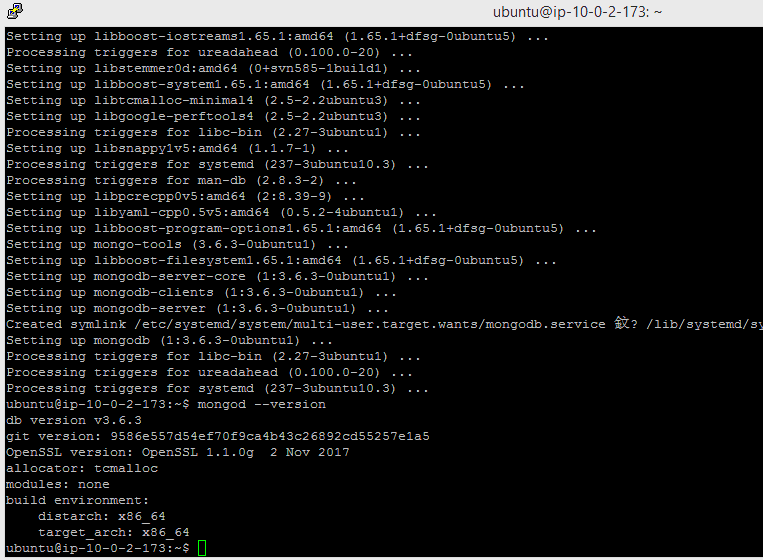 ubuntu@ip-10-0-2-173: ~
Setting up libboost-iostreams1.65.1:amd64 (1.65.1+dfsg-0ubuntu5) ...
Processing triggers for ureadahead (0.100.0-20) ...
Setting up libstemmer0d:amd64 (0+svn585-1build1) ...
Setting up libboost-system1.65.1:amd64 (1.65.1+dfsg-0ubuntu5) ...
Setting up libtcmalloc-minimal4 (2.5-2.2ubuntu3) ...
Setting up libgoogle-perftools4 (2.5-2.2ubuntu3) ...
Processing triggers for libc-bin (2.27-3ubuntu1) ...
Setting up libsnappy1v5:amd64 (1.1.7-1) ...
Processing triggers for systemd (237-3ubuntu10.3) ...
Processing triggers for man-db (2.8.3-2) ...
Setting up libpcrecpp0v5:amd64 (2:8.39-9) ...
Setting up libyaml-cpp0.5v5:amd64 (0.5.2-4ubuntu1) ...
Setting up libboost-program-options1.65.1:amd64 (1.65.1+dfsg-0ubuntu5) ...
Setting up mongo-tools (3.6.3-0ubuntu1) ...
Setting up libboost-filesystem1.65.1:amd64 (1.65.1+dfsg-0ubuntu5) ...
Setting up mongodb-server-core (1:3.6.3-0ubuntu1) ...
Setting up mongodb-clients (1:3.6.3-0ubuntu1) ...
Setting up mongodb-server (1:3.6.3-0ubuntu1) ...
Created symlink /etc/systemd/system/multi-user.target.wants/mongodb.service ? /lib/systemd/sy
Setting up mongodb (1:3.6.3-0ubuntu1) ...
Processing triggers for libc-bin (2.27-3ubuntu1) ...
Processing triggers for ureadahead (0.100.0-20) ...
Processing triggers for systemd (237-3ubuntu10.3) ...
ubuntu@ip-10-0-2-173:~$ mongod --version
db version v3.6.3
git version: 9586e557d54ef70f9ca4b43c26892cd55257e1a5
OpenSSL version: OpenSSL 1.1.0g  2 Nov 2017
allocator: tcmalloc
modules: none
build environment:
    distarch: x86_64
    target_arch: x86_64
ubuntu@ip-10-0-2-173:~$